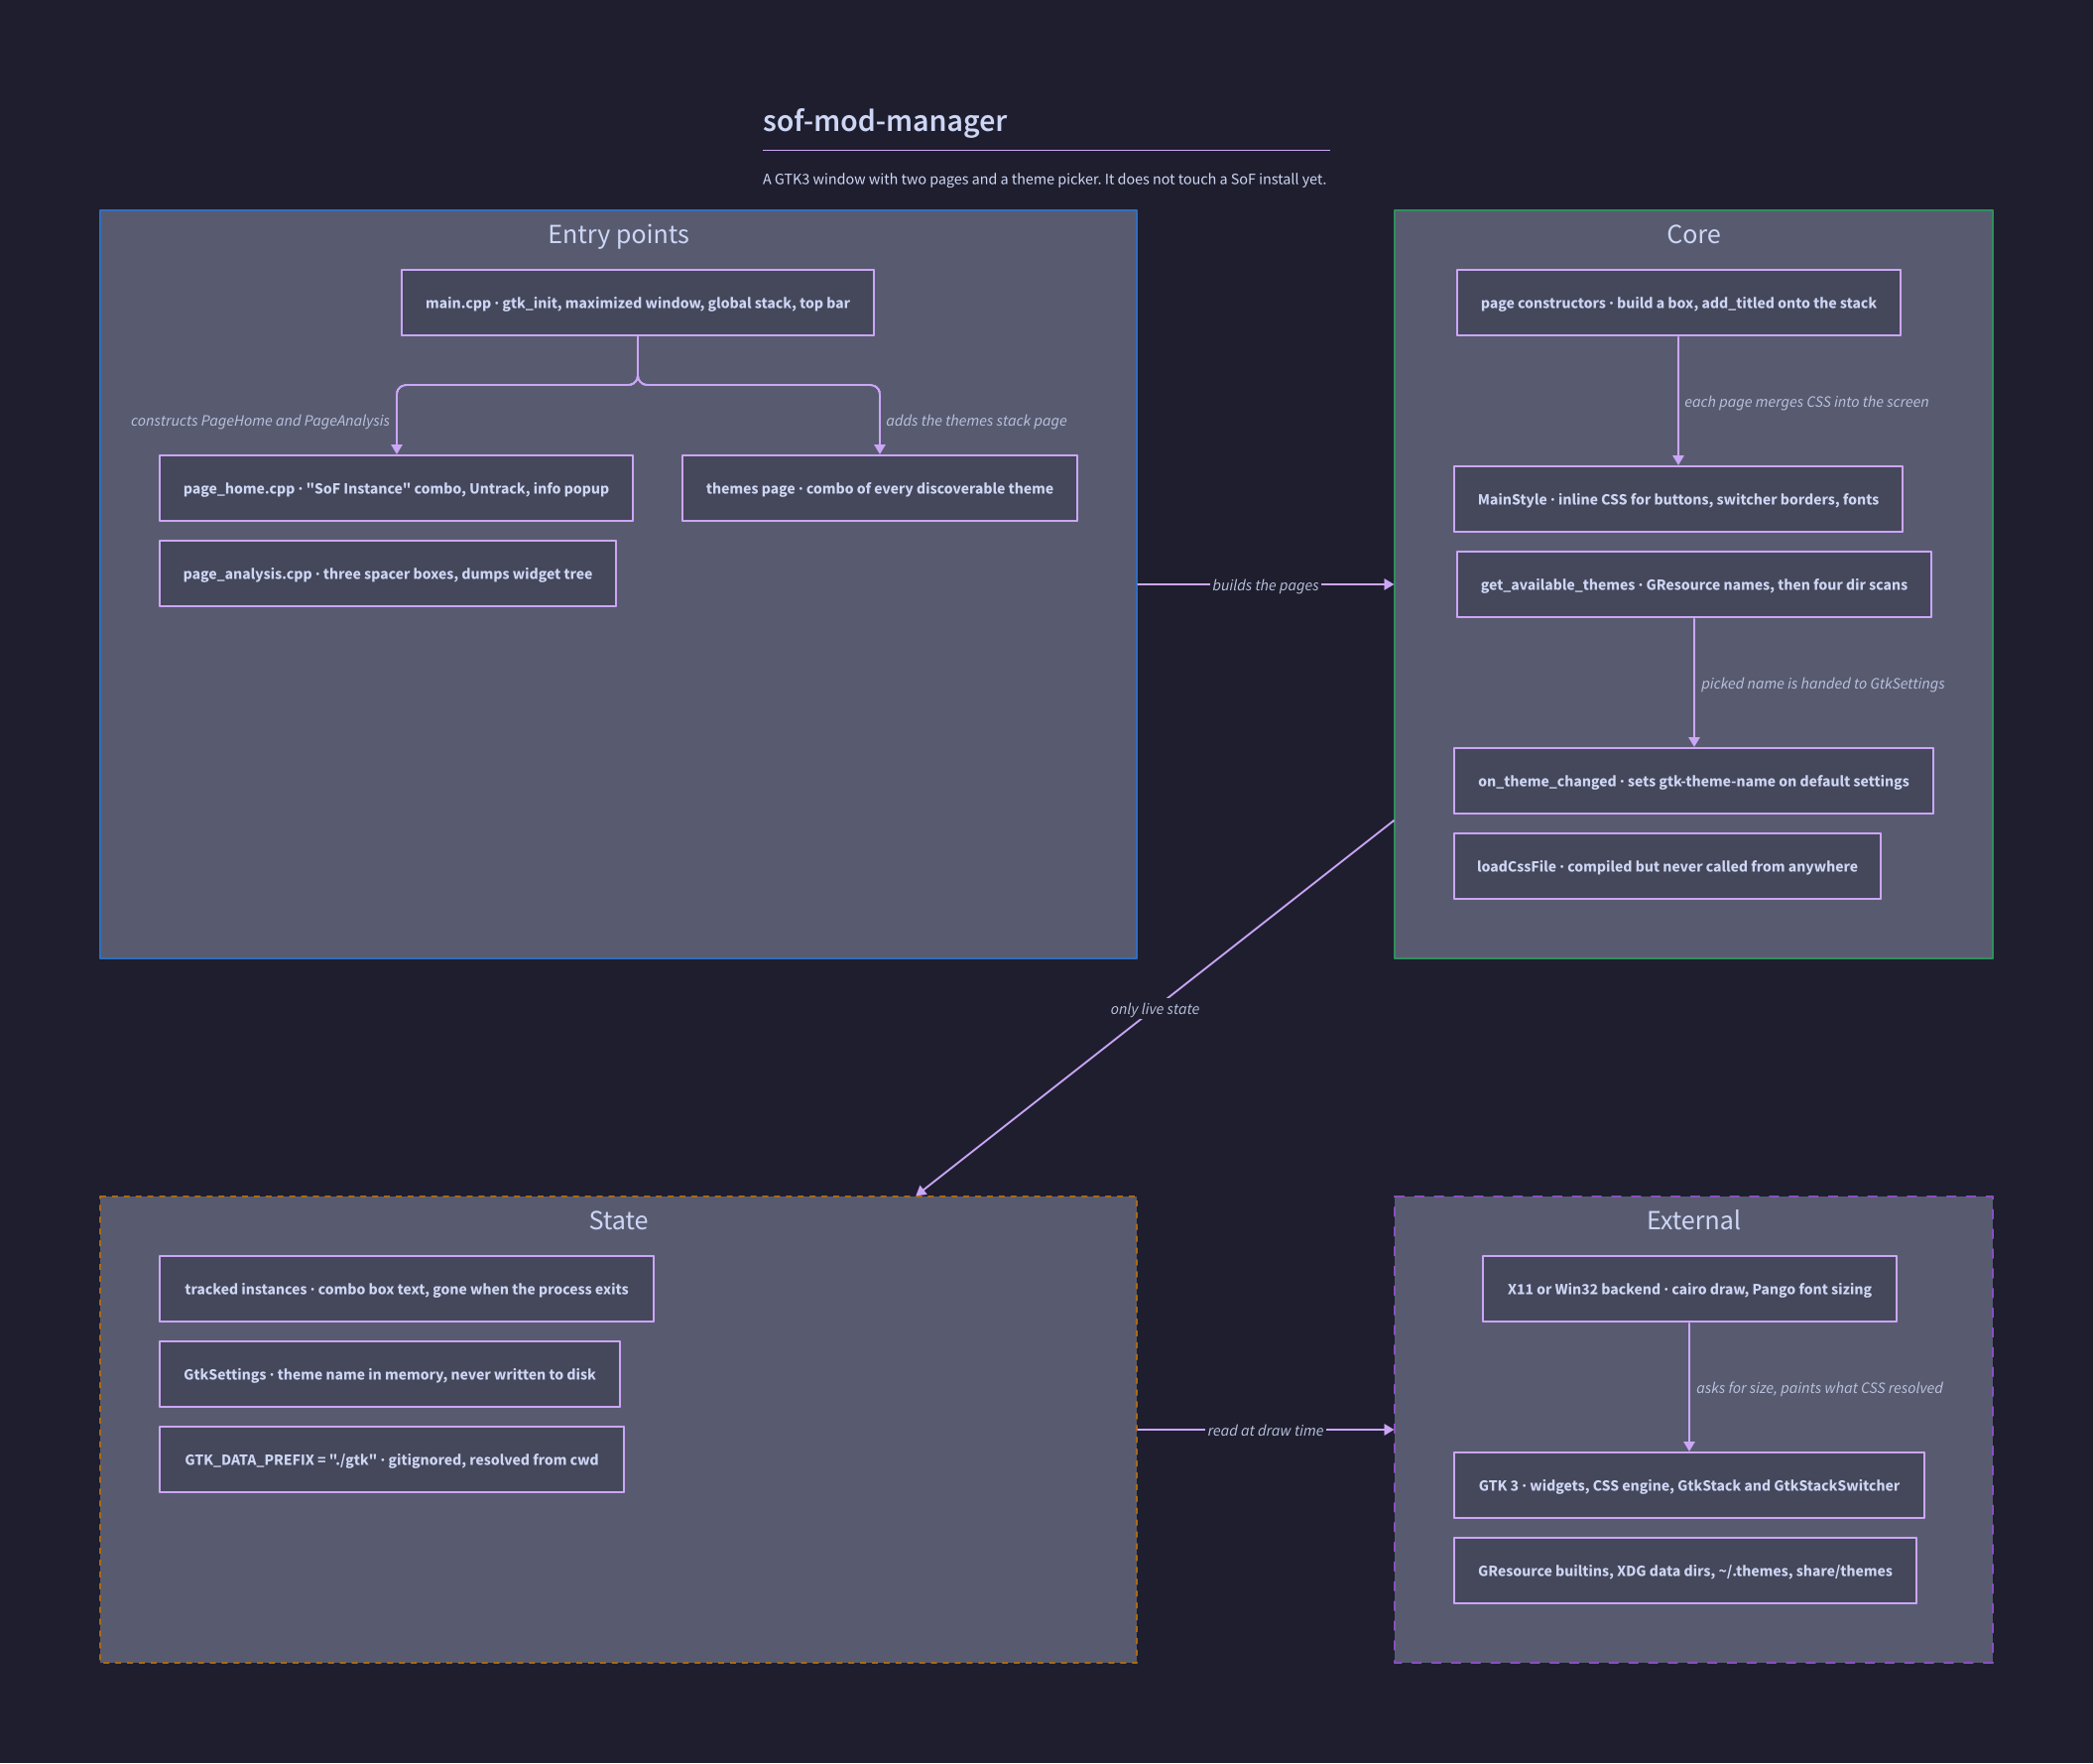 sof-mod-manager
A GTK3 window with two pages and a theme picker. It does not touch a SoF install yet.
Entry points
main.cpp · gtk_init, maximized window, global stack, top bar
constructs PageHome and PageAnalysis
adds the themes stack page
page_home.cpp · "SoF Instance" combo, Untrack, info popup
themes page · combo of every discoverable theme
page_analysis.cpp · three spacer boxes, dumps widget tree
builds the pages
Core
page constructors · build a box, add_titled onto the stack
each page merges CSS into the screen
MainStyle · inline CSS for buttons, switcher borders, fonts
get_available_themes · GResource names, then four dir scans
picked name is handed to GtkSettings
on_theme_changed · sets gtk-theme-name on default settings
loadCssFile · compiled but never called from anywhere
only live state
State
tracked instances · combo box text, gone when the process exits
GtkSettings · theme name in memory, never written to disk
GTK_DATA_PREFIX = "./gtk" · gitignored, resolved from cwd
read at draw time
External
X11 or Win32 backend · cairo draw, Pango font sizing
asks for size, paints what CSS resolved
GTK 3 · widgets, CSS engine, GtkStack and GtkStackSwitcher
GResource builtins, XDG data dirs, ~/.themes, share/themes